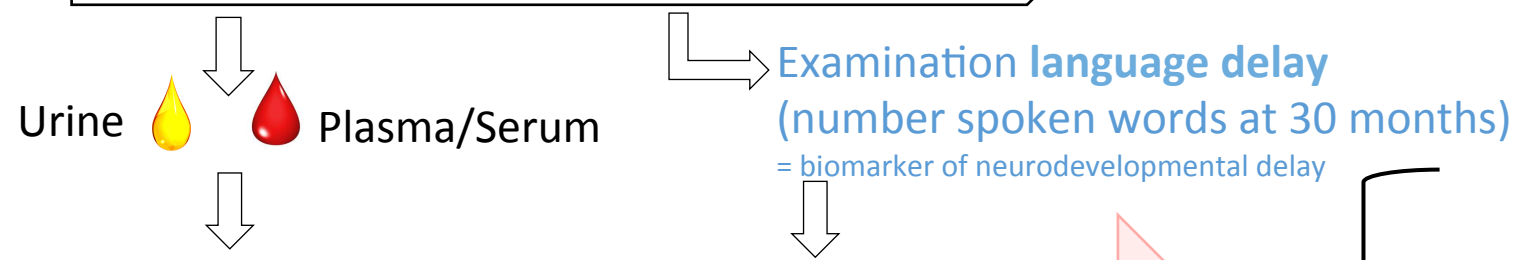 Urine
Plasma/Serum
Examination language delay
(number spoken words at 30 months)
= biomarker of neurodevelopmental delay